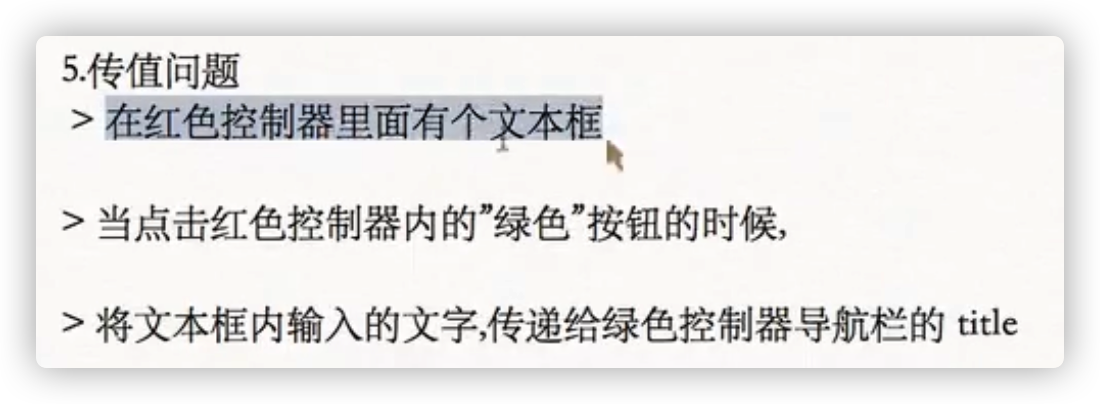 5.传值问题
> 在红色控制器里面有个文本框
> 当点击红色控制器内的”绿色”按钮的时候,
> 将文本框内输入的文字,传递给绿色控制器导航栏的 title